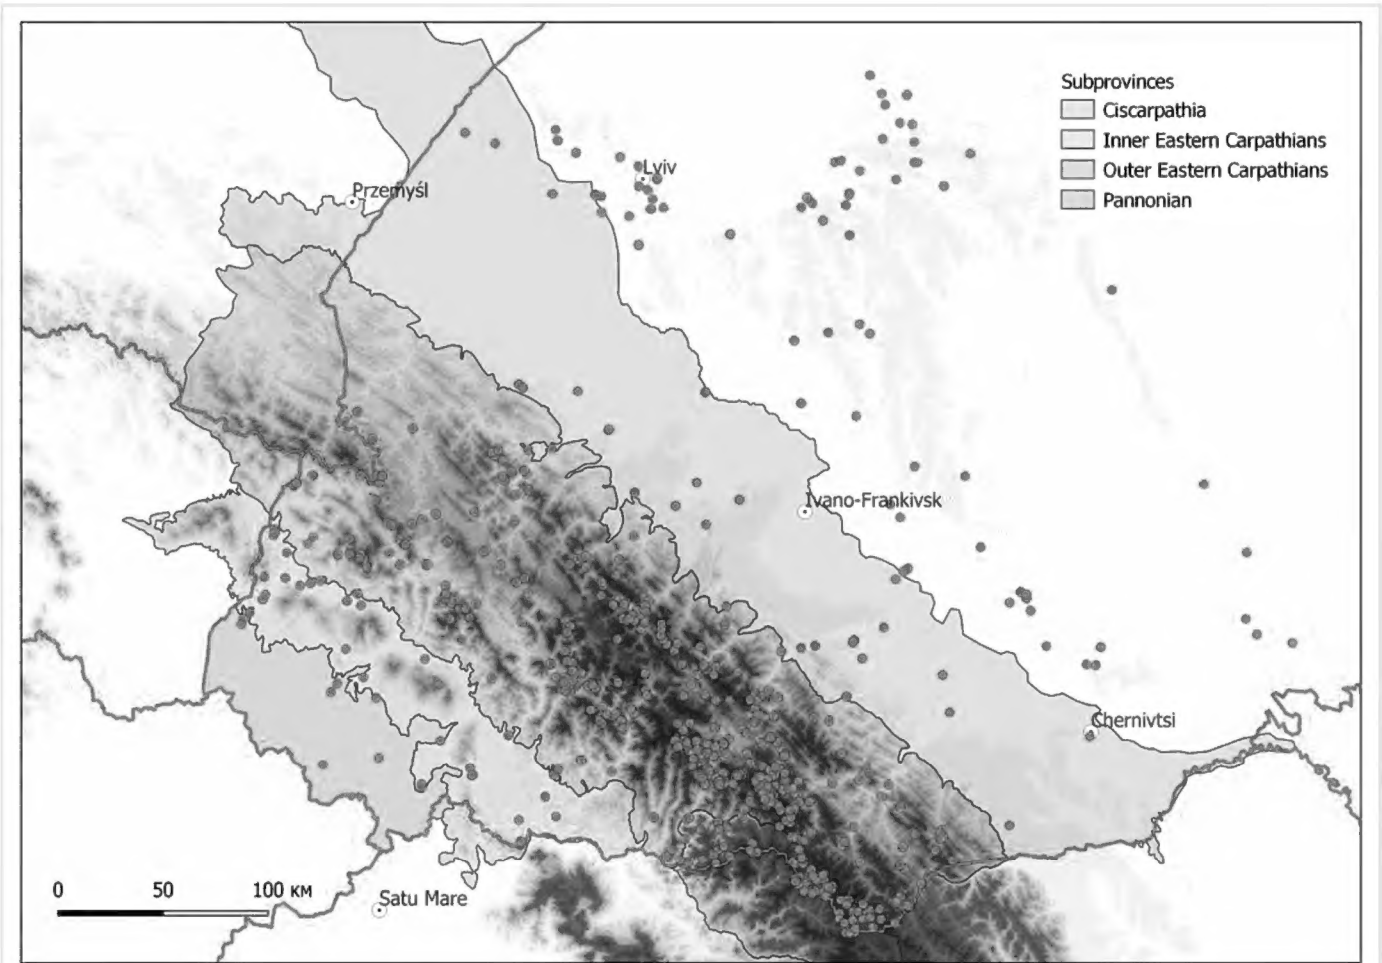 Subprovinces
Ciscarpathia
Inner Eastern Carpathians
Outer Eastern Carpathians
Pannonian
Lviv
Przemyśl
Ivano-Frankivsk
Chernivtsi
0 50 100 км
Satu Mare